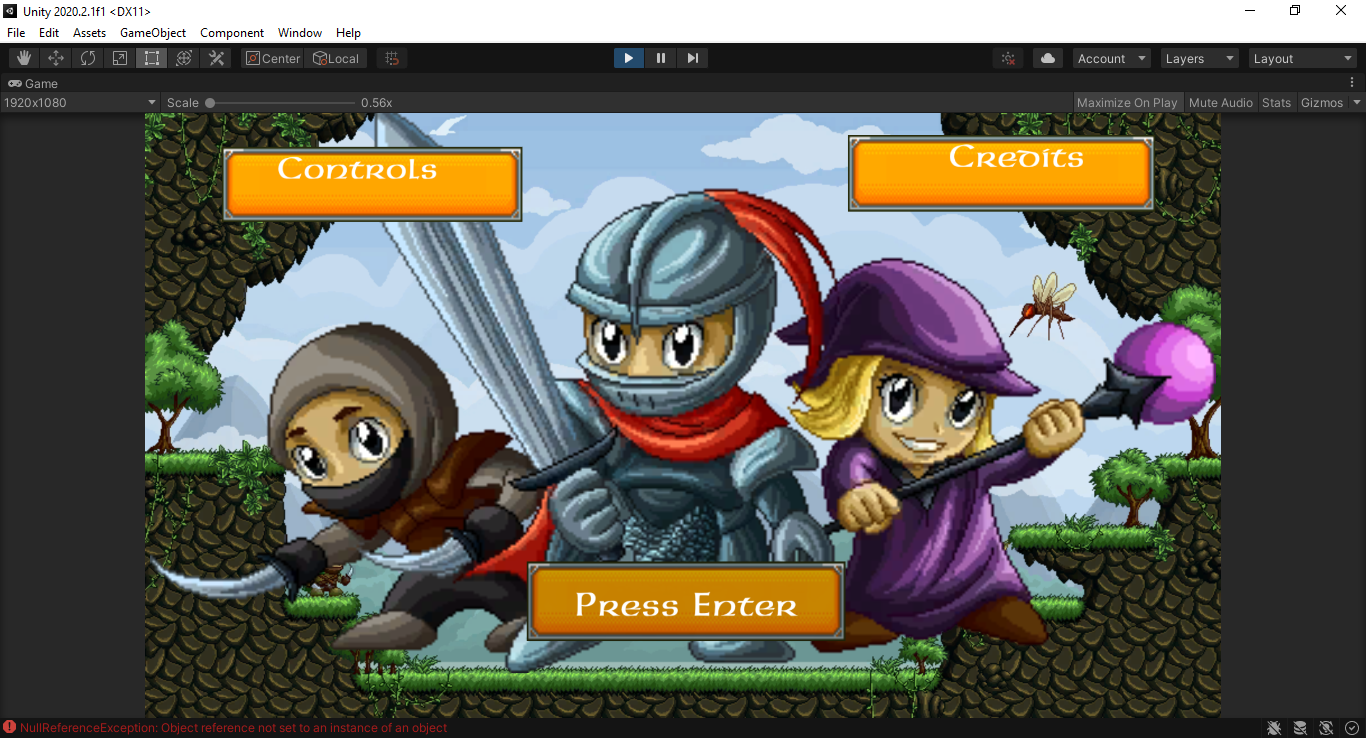 Unity 2020.2.1f1 <DX11>
File Edit Assets GameObject Component Window Help
Center Local Account Layers Layout
Game
1920x1080 Scale 0.56x Maximize On Play Mute Audio Stats Gizmos
Controls
Credits
Press Enter
NullReferenceException: Object reference not set to an instance of an object